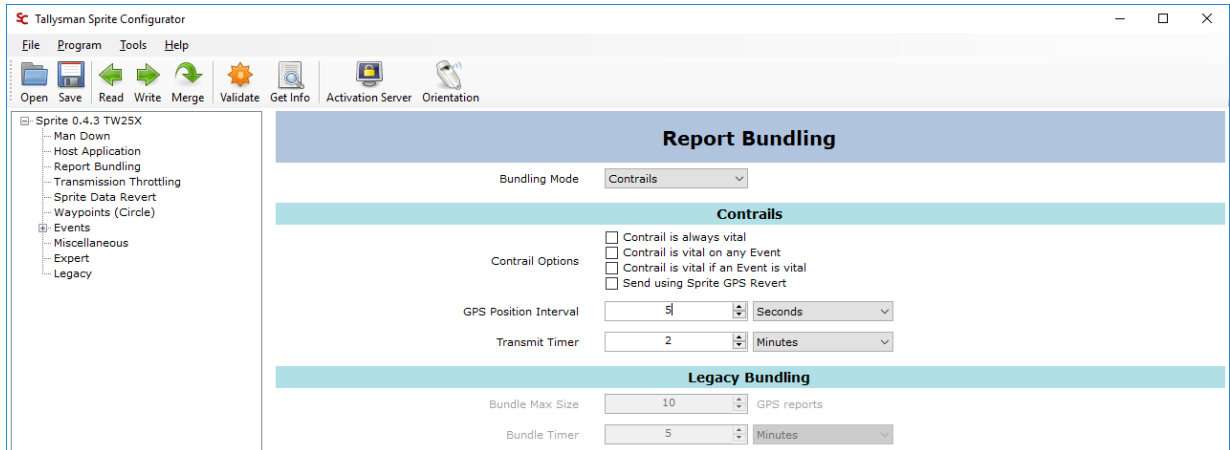 SC Tallysman Sprite Configurator
File Program Tools Help
Open Save Read Write Merge Validate Get Info Activation Server Orientation
Sprite 0.4.3 TW25X
Man Down
Host Application
Report Bundling
Transmission Throttling
Sprite Data Revert
Waypoints (Circle)
Events
Miscellaneous
Expert
Legacy
Report Bundling
Bundling Mode Contrails
Contrails
Contrail Options
Contrail is always vital
Contrail is vital on any Event
Contrail is vital if an Event is vital
Send using Sprite GPS Revert
GPS Position Interval 5 Seconds
Transmit Timer 2 Minutes
Legacy Bundling
Bundle Max Size 10 GPS reports
Bundle Timer 5 Minutes